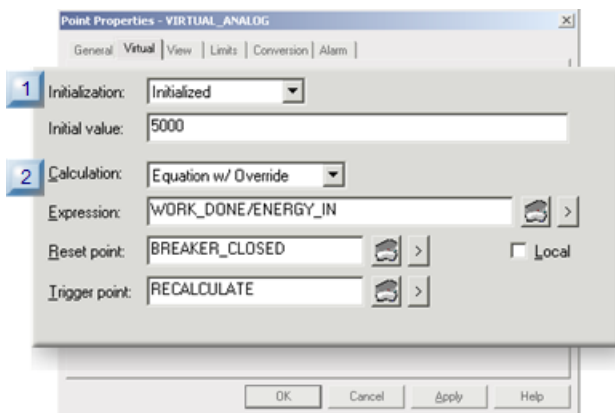 Point Properties - VIRTUAL_ANALOG
General Virtual View Limits Conversion Alarm
1 Initialization: Initialized
Initial value: 5000
2 Calculation: Equation w/ Override
Expression: WORK_DONE/ENERGY_IN
Reset point: BREAKER_CLOSED Local
Trigger point: RECALCULATE
OK Cancel Apply Help